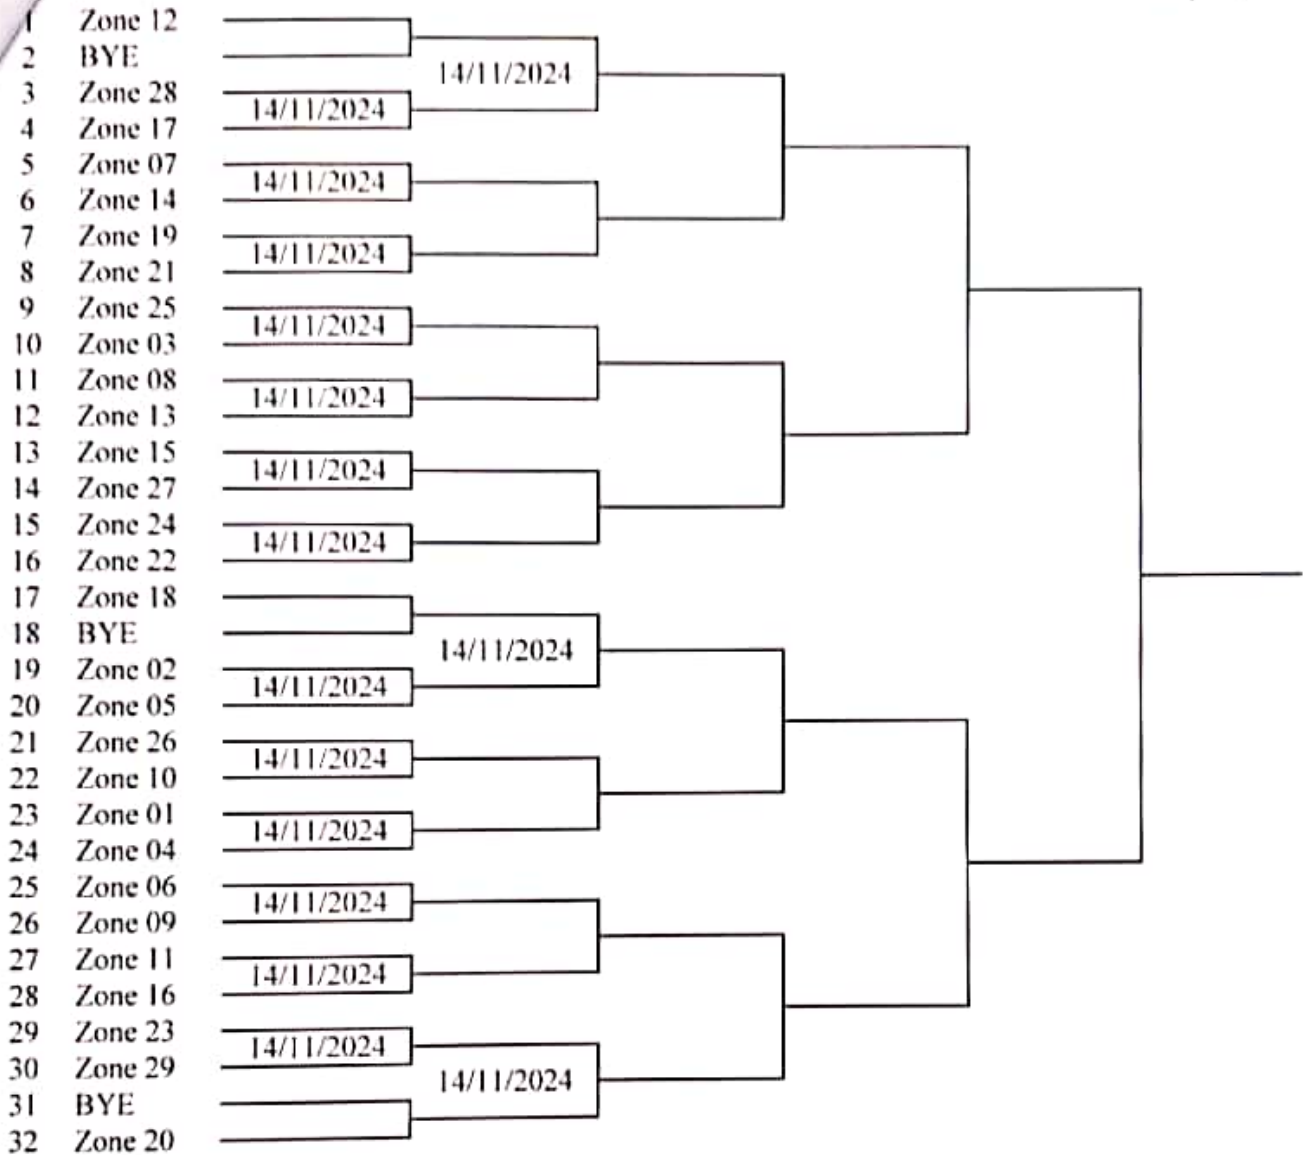 1 Zone 12
2 BYE
14/11/2024
3 Zone 28
14/11/2024
4 Zone 17
5 Zone 07
14/11/2024
6 Zone 14
7 Zone 19
14/11/2024
8 Zone 21
9 Zone 25
14/11/2024
10 Zone 03
11 Zone 08
14/11/2024
12 Zone 13
13 Zone 15
14/11/2024
14 Zone 27
15 Zone 24
14/11/2024
16 Zone 22
17 Zone 18
18 BYE
14/11/2024
19 Zone 02
14/11/2024
20 Zone 05
21 Zone 26
14/11/2024
22 Zone 10
23 Zone 01
14/11/2024
24 Zone 04
25 Zone 06
14/11/2024
26 Zone 09
27 Zone 11
14/11/2024
28 Zone 16
29 Zone 23
14/11/2024
30 Zone 29
14/11/2024
31 BYE
32 Zone 20